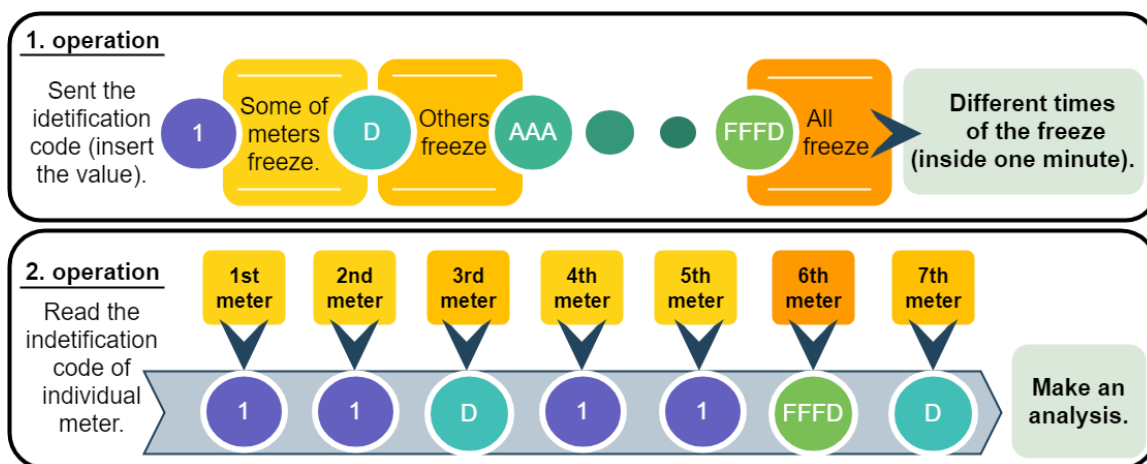 1. operation
Sent the
idetification
code (insert
the value).
1
Some of
meters
freeze.
D
Others
freeze
AAA
FFFD
All
freeze
Different times
of the freeze
(inside one minute).
2. operation
Read the
indetification
code of
individual
meter.
1st
meter
2nd
meter
3rd
meter
4th
meter
5th
meter
6th
meter
7th
meter
1
1
D
1
1
FFFD
D
Make an
analysis.